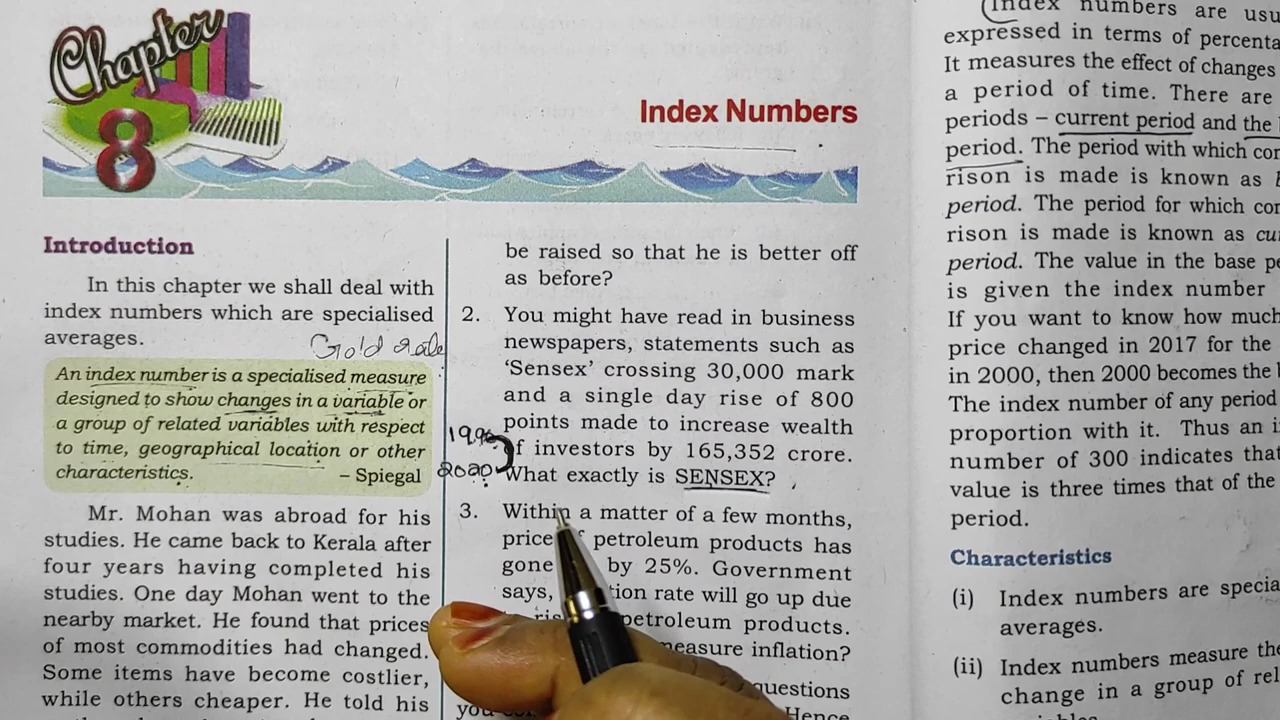 Chapter
8
Index Numbers
Introduction
In this chapter we shall deal with
index numbers which are specialised
averages.
Gold rate
An index number is a specialised measure
designed to show changes in a variable or
a group of related variables with respect
to time, geographical location or other
characteristics. – Spiegal
Mr. Mohan was abroad for his
studies. He came back to Kerala after
four years having completed his
studies. One day Mohan went to the
nearby market. He found that prices
of most commodities had changed.
Some items have become costlier,
while others cheaper. He told his
be raised so that he is better off
as before?
2. You might have read in business
newspapers, statements such as
‘Sensex’ crossing 30,000 mark
and a single day rise of 800
points made to increase wealth
of investors by 165,352 crore.
What exactly is SENSEX?
2020
3. Within a matter of a few months,
price petroleum products has
gone by 25%. Government
says, rate will go up due
petroleum products.
measure inflation?
questions
Hence
(Index numbers are usu
expressed in terms of percenta
It measures the effect of changes
a period of time. There are
periods – current period and the
period. The period with which con
rison is made is known as
period. The period for which con
rison is made is known as cu
period. The value in the base pe
is given the index number
If you want to know how much
price changed in 2017 for the
in 2000, then 2000 becomes the
The index number of any period
proportion with it. Thus an i
number of 300 indicates that
value is three times that of the
period.
Characteristics
(i) Index numbers are specia
averages.
(ii) Index numbers measure the
change in a group of rel